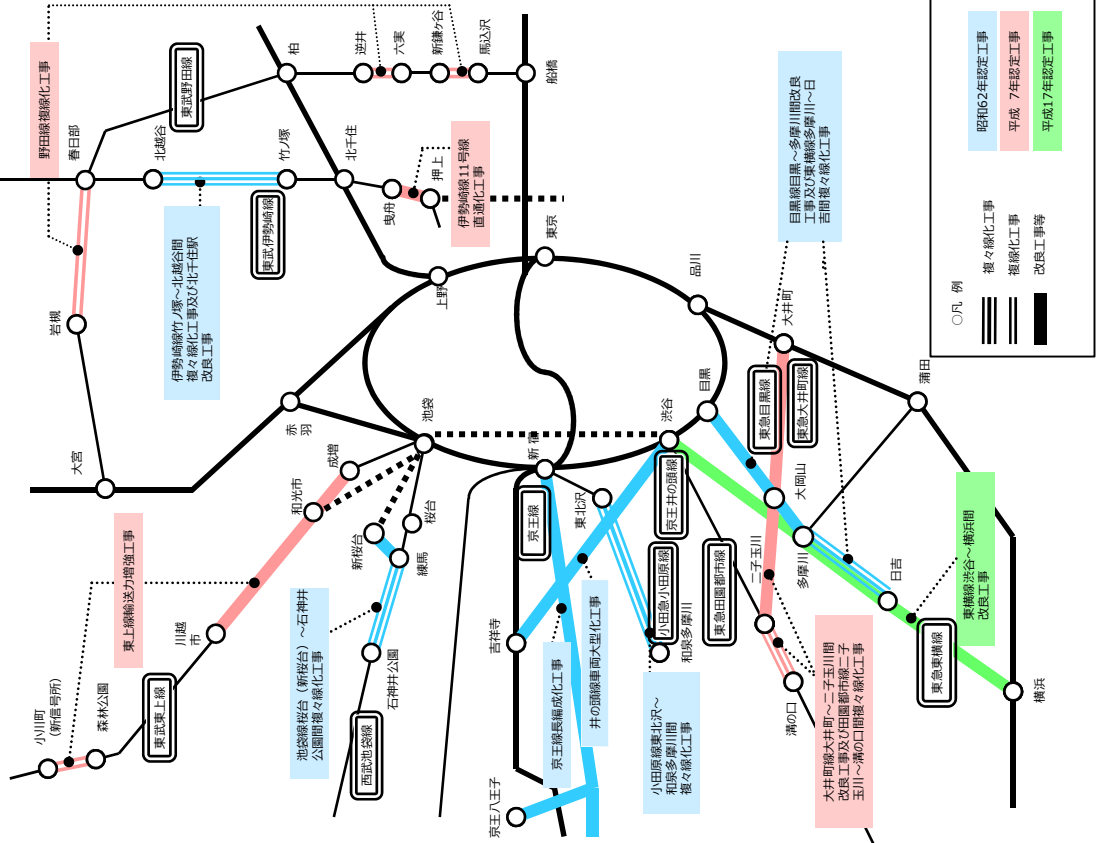 野田線複線化工事
春日部
北越谷
東武野田線
竹ノ塚
柏
逆井
六実
新鎌ヶ谷
馬込沢
船橋
北千住
曳舟
押上
伊勢崎線11号線
直通化工事
東武伊勢崎線
伊勢崎線竹ノ塚~北越谷間
複々線化工事及び北千住駅
改良工事
岩槻
大宮
上野
東京
赤
羽
池袋
成増
和光市
新桜台
桜台
練馬
石神井公園
東上線輸送力増強工事
川越
市
小川町
(新信号所)
森林公園
東武東上線
池袋線桜台(新桜台)~石神井
公園間複々線化工事
西武池袋線
新宿
京王線
東北沢
吉祥寺
京王八王子
京王線長編成化工事
井の頭線車両大型化工事
小田急小田原線
和泉多摩川
小田原線東北沢~
和泉多摩川間
複々線化工事
渋谷
京王井の頭線
目黒
品川
大井町
東急目黒線
東急大井町線
大岡山
蒲田
多摩川
日吉
二子玉川
東急田園都市線
溝の口
大井町線大井町~二子玉川間
改良工事及び田園都市線二子
玉川~溝の口間複々線化工事
東急東横線
東横線渋谷~横浜間
改良工事
横浜
目黒線目黒~多摩川間改良
工事及び東横線多摩川~日
吉間複々線化工事
○凡 例
複々線化工事
複線化工事
改良工事等
昭和62年認定工事
平成 7年認定工事
平成17年認定工事